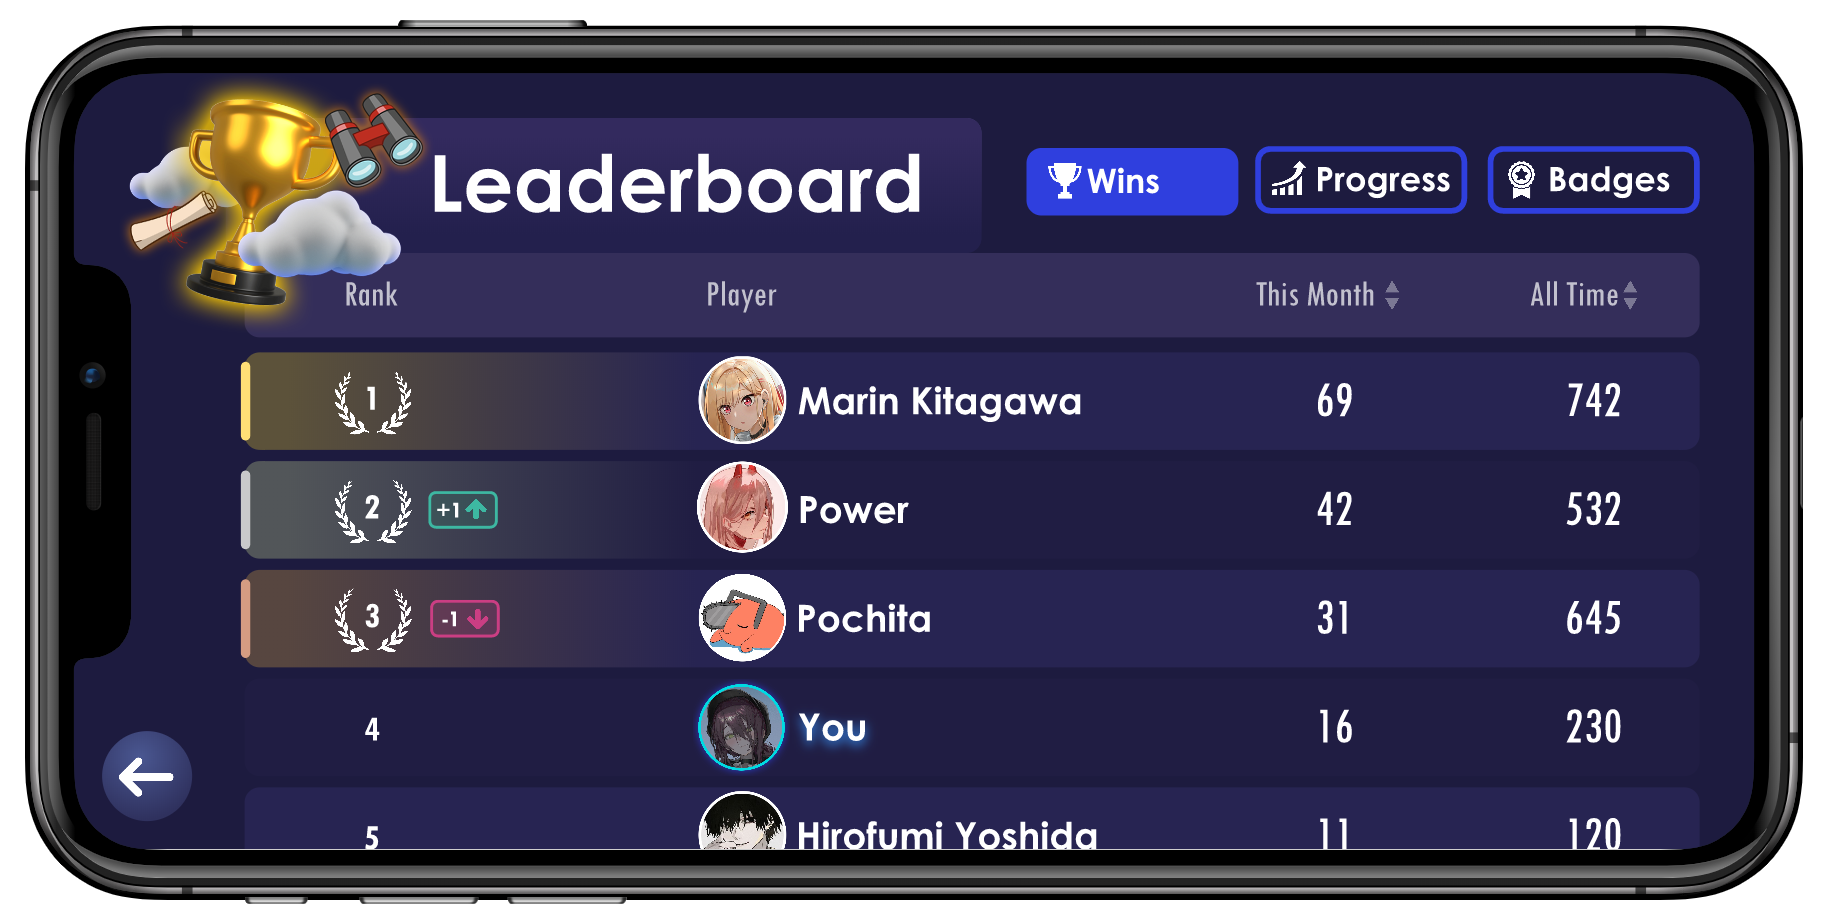 Leaderboard
Wins
Progress
Badges
Rank Player This Month All Time
1 Marin Kitagawa 69 742
2 +1 Power 42 532
3 -1 Pochita 31 645
4 You 16 230
5 Hirofumi Yoshida 11 120